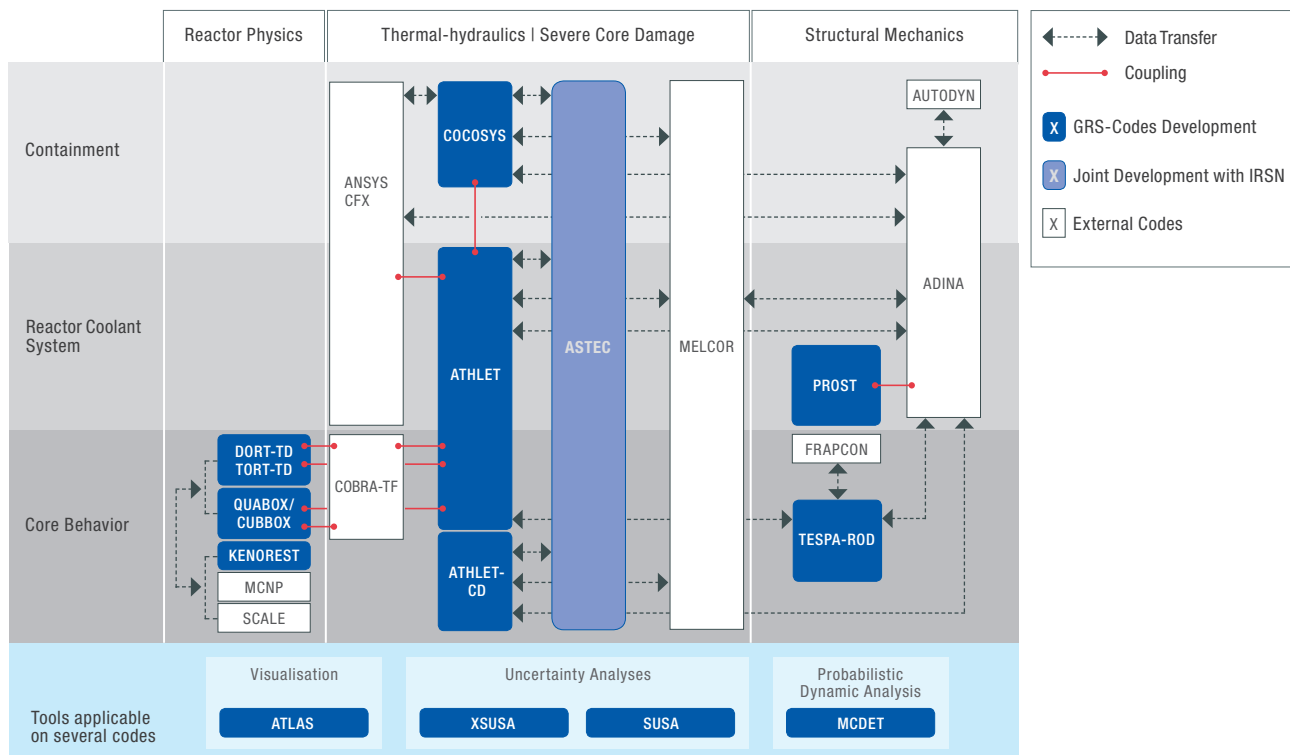 Reactor Physics
Thermal-hydraulics | Severe Core Damage
Structural Mechanics
Data Transfer
Coupling
X
GRS-Codes Development
X
Joint Development with IRSN
X
External Codes
Containment
ANSYS
CFX
COCOSYS
AUTODYN
Reactor Coolant
System
ATHLET
ASTEC
MELCOR
ADINA
PROST
Core Behavior
DORT-TD
TORT-TD
QUABOX/
CUBBOX
KENOREST
MCNP
SCALE
COBRA-TF
ATHLET-
CD
FRAPCON
TESPA-ROD
Tools applicable
on several codes
Visualisation
ATLAS
Uncertainty Analyses
XSUSA
SUSA
Probabilistic
Dynamic Analysis
MCDET